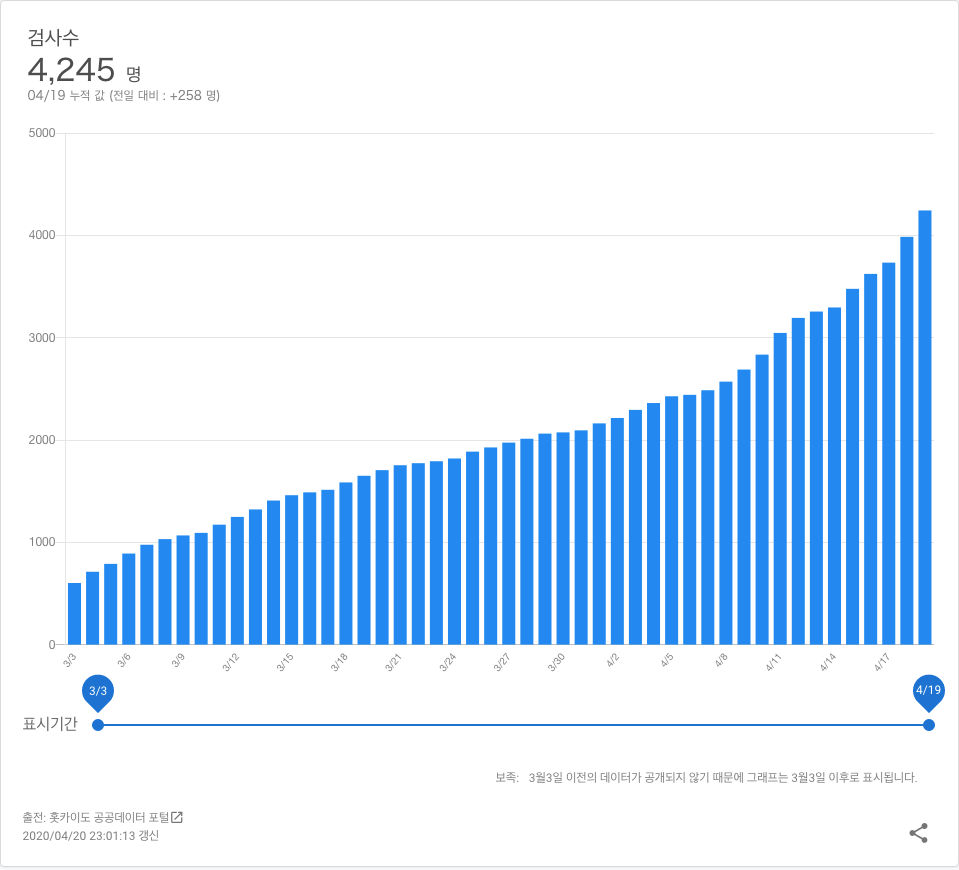 검사수
4,245 명
04/19 누적 값 (전일 대비 : +258 명)
5000
4000
3000
2000
1000
0
3/3 3/6 3/9 3/12 3/15 3/18 3/21 3/24 3/27 3/30 4/2 4/5 4/8 4/11 4/14 4/17
3/3 4/19
표시기간
보족: 3월3일 이전의 데이터가 공개되지 않기 때문에 그래프는 3월3일 이후로 표시됩니다.
출전: 홋카이도 공공데이터 포털
2020/04/20 23:01:13 갱신